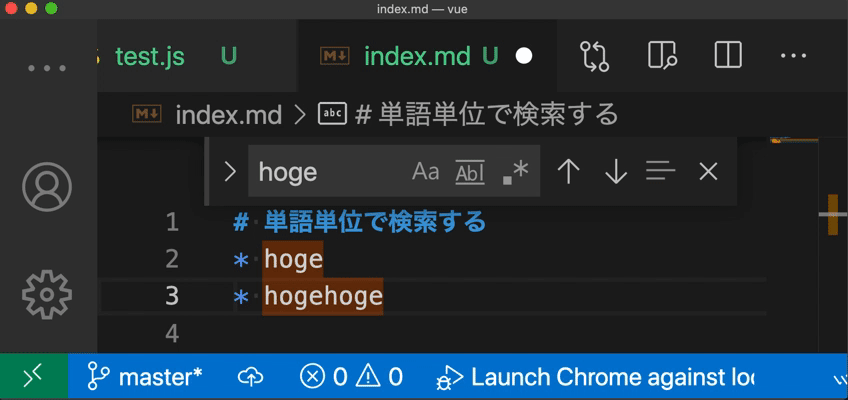 index.md — vue
test.js U index.md U
index.md > # 単語単位で検索する
hoge Aa Abl .*
1 # 単語単位で検索する
2 * hoge
3 * hogehoge
4
master* 0 0 Launch Chrome against loc